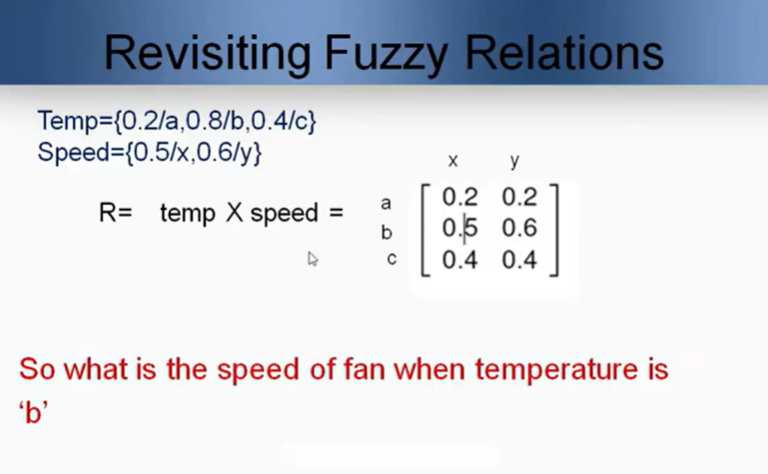 Revisiting Fuzzy Relations
Temp={0.2/a,0.8/b,0.4/c}
Speed={0.5/x,0.6/y}
x y
R= temp X speed =
a 0.2 0.2
b 0.5 0.6
c 0.4 0.4
So what is the speed of fan when temperature is
‘b’